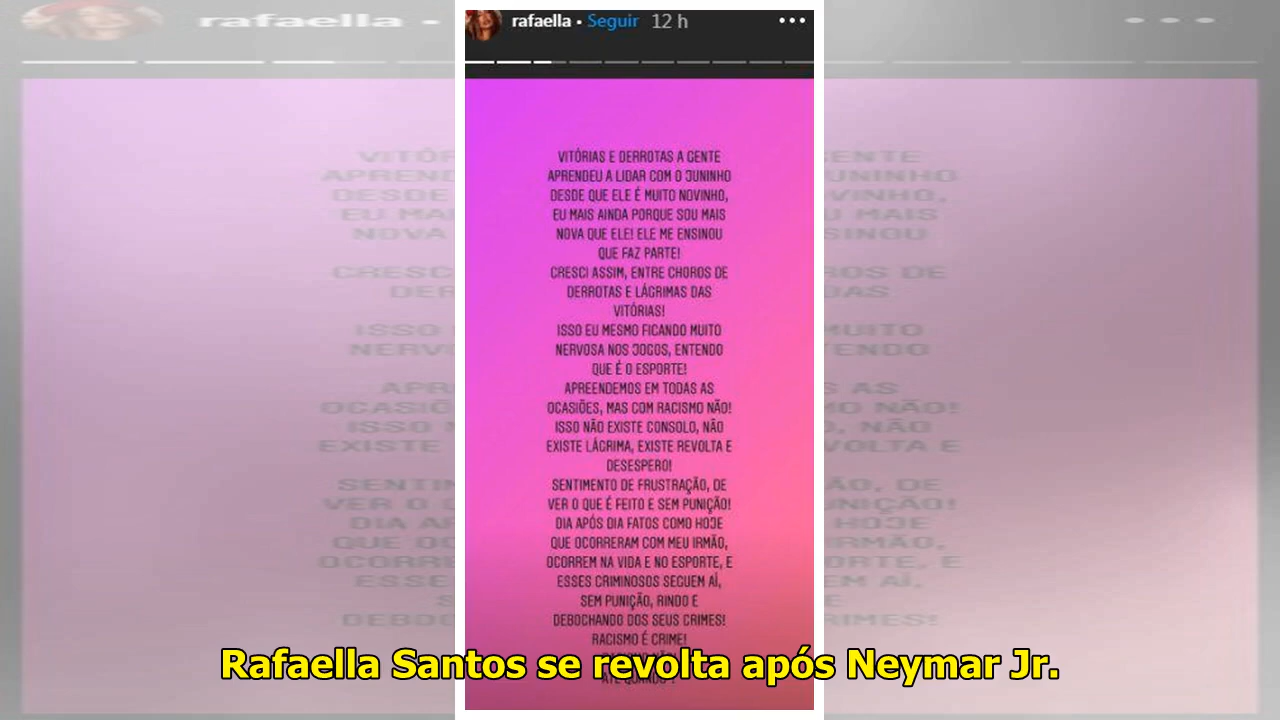 rafaella • Seguir 12 h
VITÓRIAS E DERROTAS A GENTE
APRENDEU A LIDAR COM O JUNINHO
DESDE QUE ELE É MUITO NOVINHO,
EU MAIS AINDA PORQUE SOU MAIS
NOVA QUE ELE! ELE ME ENSINOU
QUE FAZ PARTE!
CRESCI ASSIM, ENTRE CHOROS DE
DERROTAS E LÁGRIMAS DAS
VITÓRIAS!
ISSO EU MESMO FICANDO MUITO
NERVOSA NOS JOGOS, ENTENDO
QUE É O ESPORTE!
APREENDEMOS EM TODAS AS
OCASIÕES, MAS COM RACISMO NÃO!
ISSO NÃO EXISTE CONSOLO, NÃO
EXISTE LÁGRIMA, EXISTE REVOLTA E
DESESPERO!
SENTIMENTO DE FRUSTRAÇÃO, DE
VER O QUE É FEITO E SEM PUNIÇÃO!
DIA APÓS DIA FATOS COMO HOJE
QUE OCORRERAM COM MEU IRMÃO,
OCORREM NA VIDA E NO ESPORTE, E
ESSES CRIMINOSOS SEGUEM AÍ,
SEM PUNIÇÃO, RINDO E
DEBOCHANDO DOS SEUS CRIMES!
RACISMO É CRIME!
Rafaella Santos se revolta após Neymar Jr.
ATÉ QUANDO ?